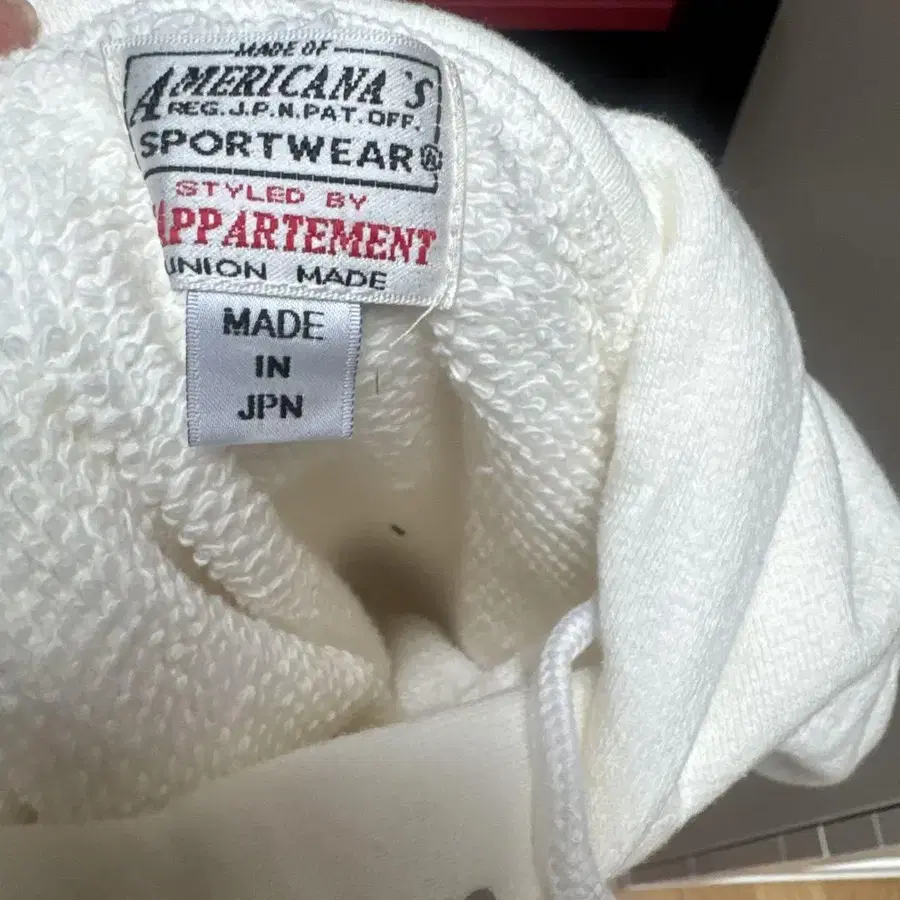 MADE OF
AMERICANA'S
REG.J.P.N.PAT.OFF.
SPORTWEAR®
STYLED BY
APPARTEMENT
UNION MADE
MADE
IN
JPN